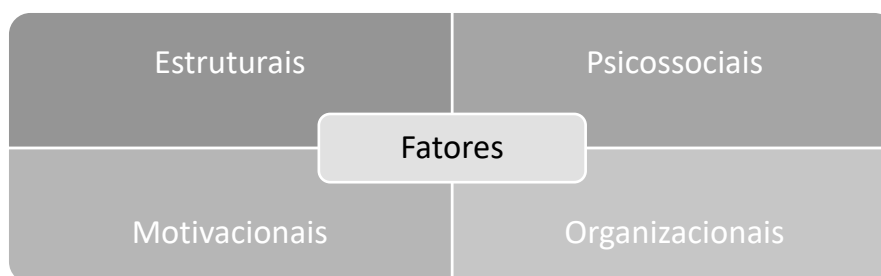 Estruturais
Psicossociais
Fatores
Motivacionais
Organizacionais